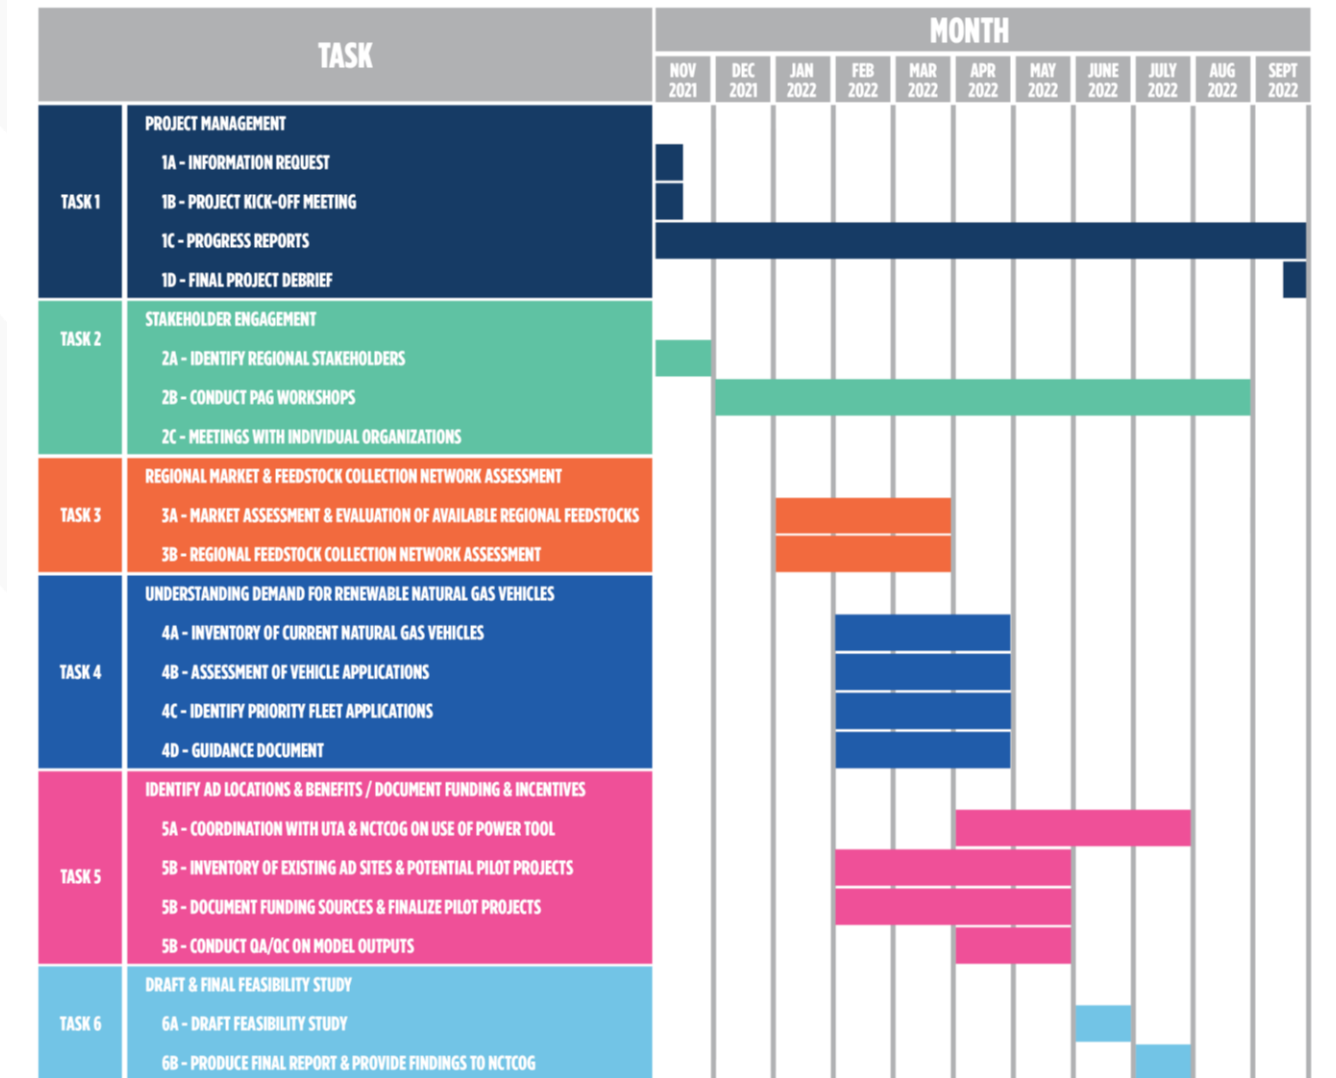 TASK
MONTH
NOV 2021
DEC 2021
JAN 2022
FEB 2022
MAR 2022
APR 2022
MAY 2022
JUNE 2022
JULY 2022
AUG 2022
SEPT 2022
TASK 1
PROJECT MANAGEMENT
1A - INFORMATION REQUEST
1B - PROJECT KICK-OFF MEETING
1C - PROGRESS REPORTS
1D - FINAL PROJECT DEBRIEF
TASK 2
STAKEHOLDER ENGAGEMENT
2A - IDENTIFY REGIONAL STAKEHOLDERS
2B - CONDUCT PAG WORKSHOPS
2C - MEETINGS WITH INDIVIDUAL ORGANIZATIONS
TASK 3
REGIONAL MARKET & FEEDSTOCK COLLECTION NETWORK ASSESSMENT
3A - MARKET ASSESSMENT & EVALUATION OF AVAILABLE REGIONAL FEEDSTOCKS
3B - REGIONAL FEEDSTOCK COLLECTION NETWORK ASSESSMENT
TASK 4
UNDERSTANDING DEMAND FOR RENEWABLE NATURAL GAS VEHICLES
4A - INVENTORY OF CURRENT NATURAL GAS VEHICLES
4B - ASSESSMENT OF VEHICLE APPLICATIONS
4C - IDENTIFY PRIORITY FLEET APPLICATIONS
4D - GUIDANCE DOCUMENT
TASK 5
IDENTIFY AD LOCATIONS & BENEFITS / DOCUMENT FUNDING & INCENTIVES
5A - COORDINATION WITH UTA & NCTCOG ON USE OF POWER TOOL
5B - INVENTORY OF EXISTING AD SITES & POTENTIAL PILOT PROJECTS
5B - DOCUMENT FUNDING SOURCES & FINALIZE PILOT PROJECTS
5B - CONDUCT QA/QC ON MODEL OUTPUTS
TASK 6
DRAFT & FINAL FEASIBILITY STUDY
6A - DRAFT FEASIBILITY STUDY
6B - PRODUCE FINAL REPORT & PROVIDE FINDINGS TO NCTCOG